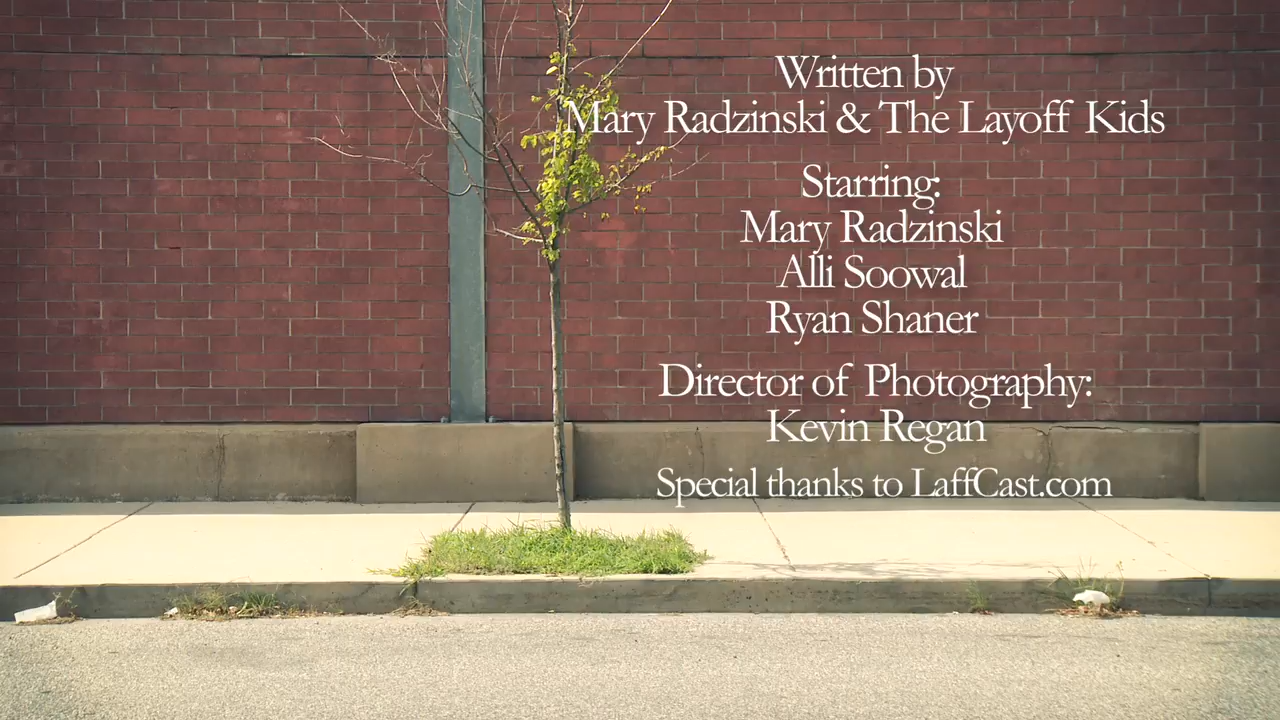 Written by
Mary Radzinski & The Layoff Kids
Starring:
Mary Radzinski
Alli Soowal
Ryan Shaner
Director of Photography:
Kevin Regan
Special thanks to LaffCast.com